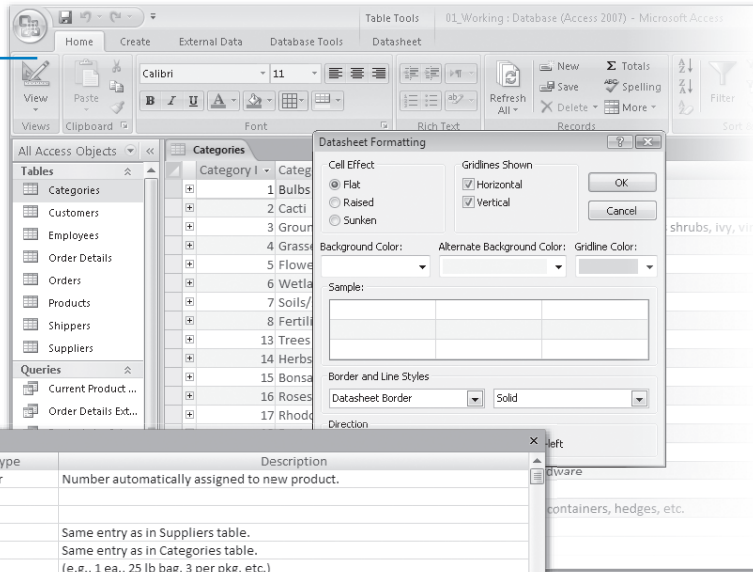 Table Tools 01_Working : Database (Access 2007) - Microsoft Access
Home Create External Data Database Tools Datasheet
View
Paste
Calibri 11
B I U A
Refresh All
New
Save
Delete
Σ Totals
Spelling
More
Filter
Views Clipboard Font Rich Text Records
All Access Objects
Tables
Categories
Customers
Employees
Order Details
Orders
Products
Shippers
Suppliers
Queries
Current Product ...
Order Details Ext...
Categories
Category I Categ
1 Bulbs
2 Cacti
3 Groun
4 Grasse
5 Flowe
6 Wetla
7 Soils/
8 Fertili
13 Trees
14 Herbs
15 Bonsa
16 Roses
17 Rhodo
shrubs, ivy, vi
dware
containers, hedges, etc.
Datasheet Formatting
Cell Effect
Flat
Raised
Sunken
Gridlines Shown
Horizontal
Vertical
OK
Cancel
Background Color: Alternate Background Color: Gridline Color:
Sample:
Border and Line Styles
Datasheet Border Solid
Direction
-left
ype Description
r Number automatically assigned to new product.
Same entry as in Suppliers table.
Same entry as in Categories table.
(e.g., 1 ea., 25 lb bag, 3 per pkg, etc.)